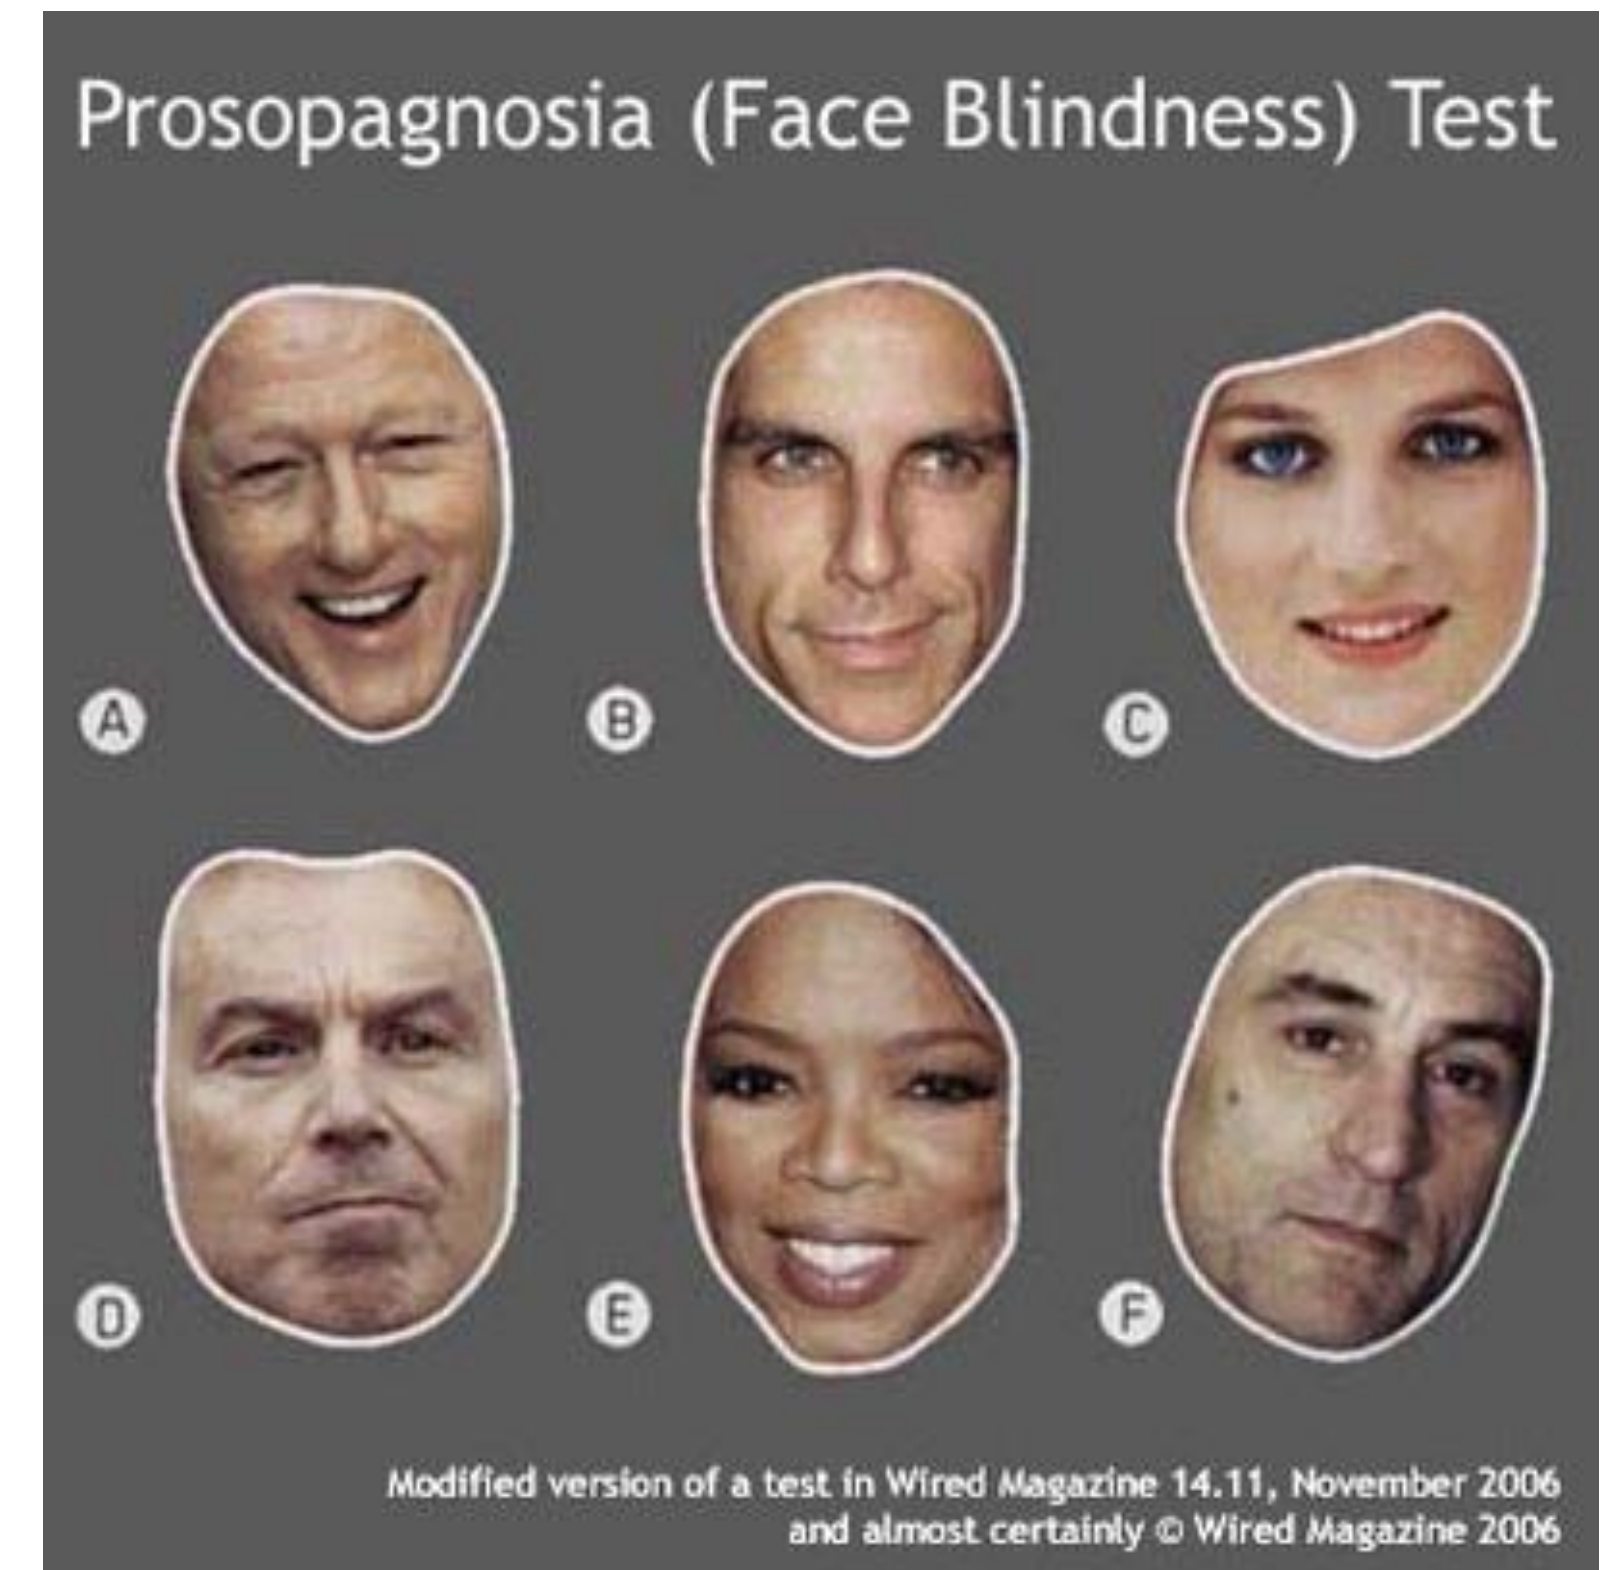 Prosopagnosia (Face Blindness) Test
A
B
C
D
E
F
Modified version of a test in Wired Magazine 14.11, November 2006
and almost certainly © Wired Magazine 2006